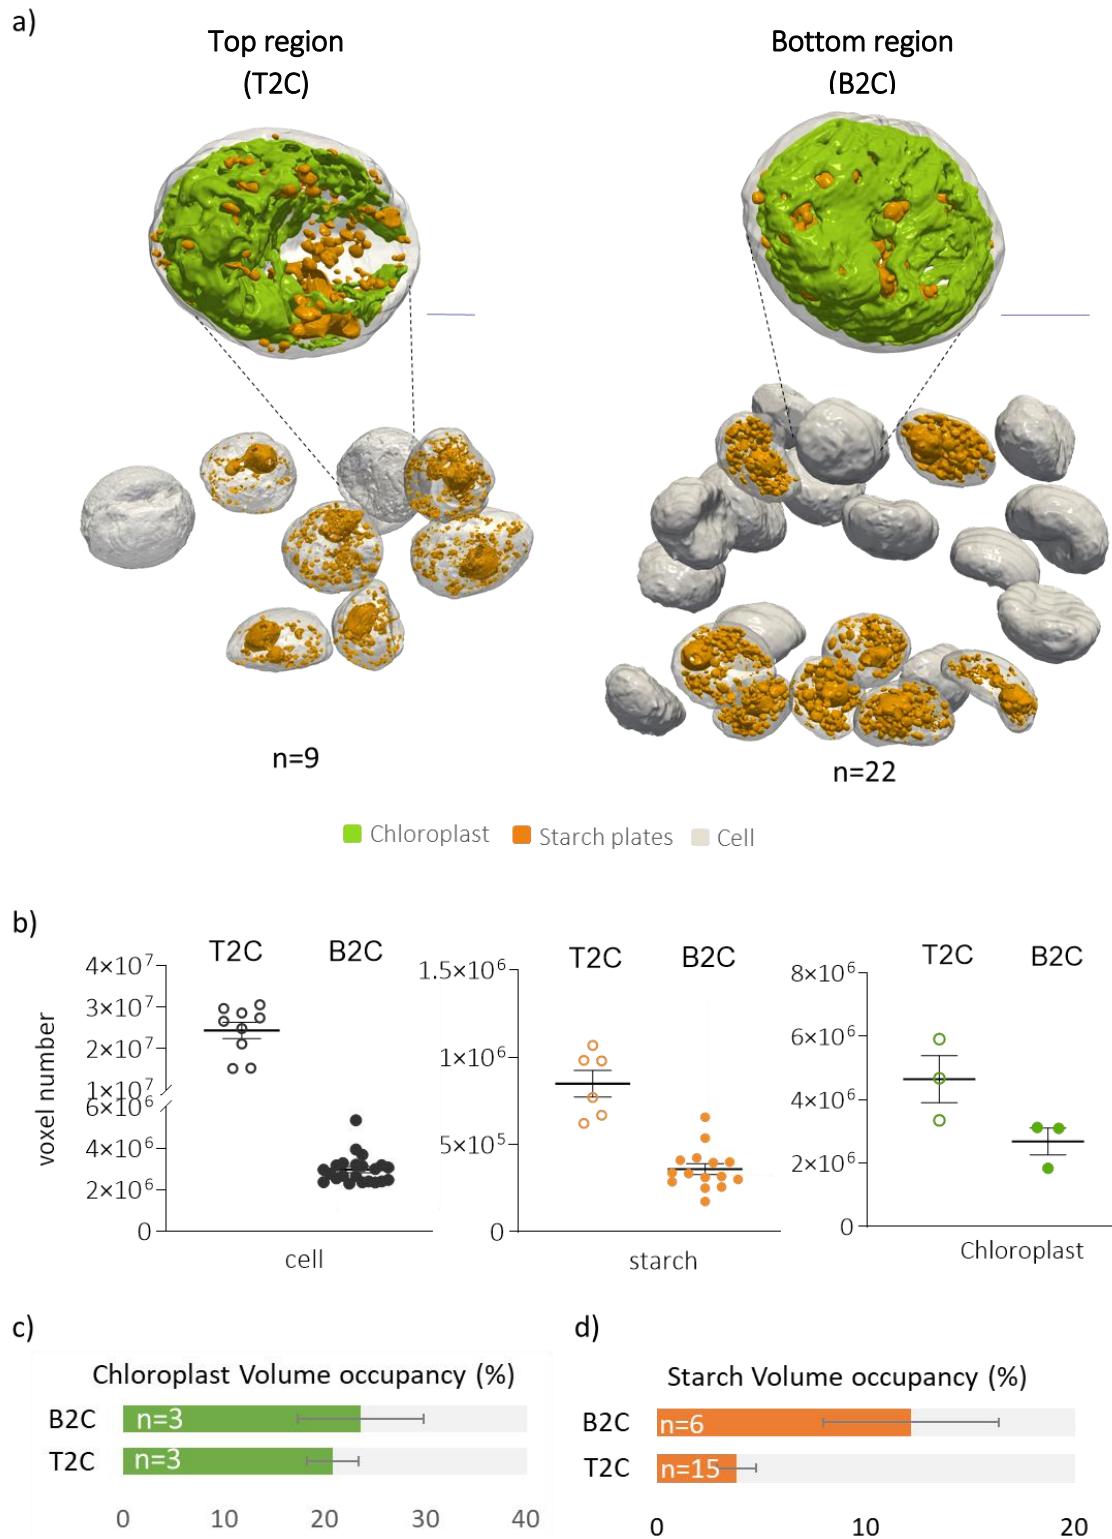 a)
Top region
(T2C)
Bottom region
(B2C)
n=9
n=22
Chloroplast
Starch plates
Cell
b)
voxel number
T2C
B2C
4×10⁷
3×10⁷
2×10⁷
1×10⁷
6×10⁶
4×10⁶
2×10⁶
0
cell
T2C
B2C
1.5×10⁶
1×10⁶
5×10⁵
0
starch
T2C
B2C
8×10⁶
6×10⁶
4×10⁶
2×10⁶
0
Chloroplast
c)
Chloroplast Volume occupancy (%)
B2C
n=3
T2C
n=3
0 10 20 30 40
d)
Starch Volume occupancy (%)
B2C
n=6
T2C
n=15
0 10 20